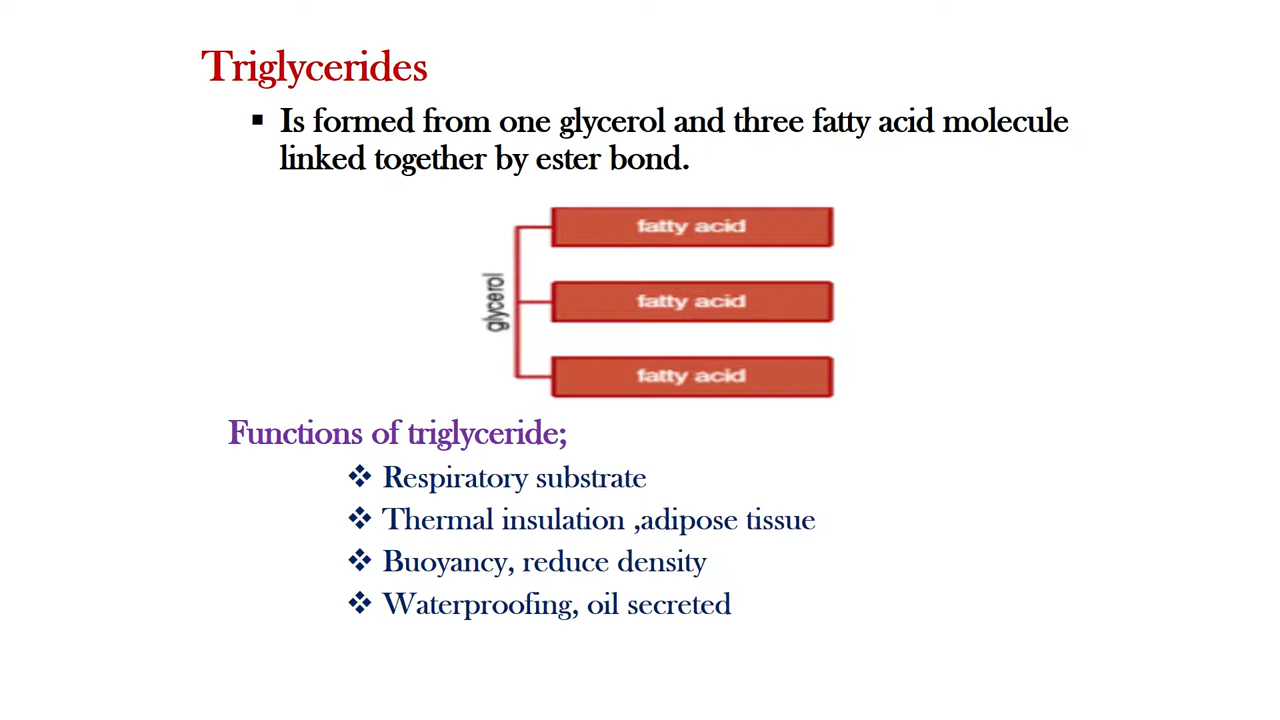 Triglycerides
▪ Is formed from one glycerol and three fatty acid molecule
linked together by ester bond.
fatty acid
glycerol
fatty acid
fatty acid
Functions of triglyceride;
❖ Respiratory substrate
❖ Thermal insulation ,adipose tissue
❖ Buoyancy, reduce density
❖ Waterproofing, oil secreted